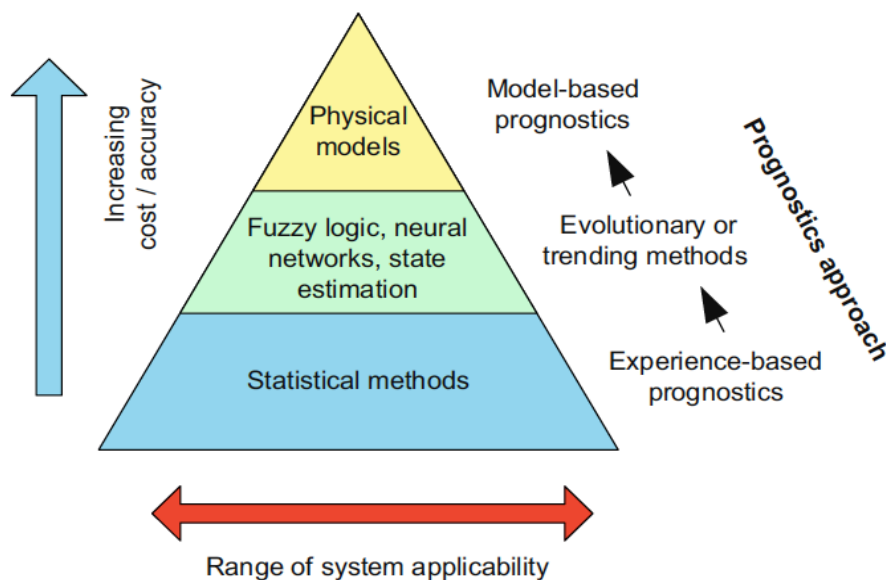 Increasing
cost / accuracy
Physical
models
Fuzzy logic, neural
networks, state
estimation
Statistical methods
Model-based
prognostics
Evolutionary or
trending methods
Experience-based
prognostics
Prognostics approach
Range of system applicability